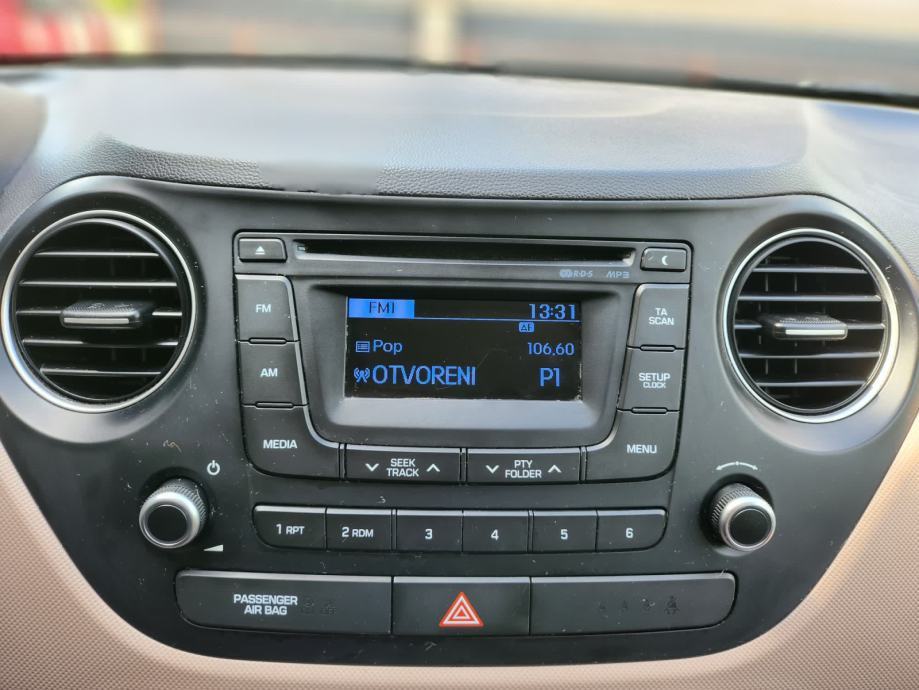 R·D·S MP3
FM1 13:31
AF
Pop 106.60
OTVORENI P1
FM
AM
MEDIA
TA
SCAN
SETUP
CLOCK
MENU
SEEK
TRACK
PTY
FOLDER
1 RPT 2 RDM 3 4 5 6
PASSENGER
AIR BAG